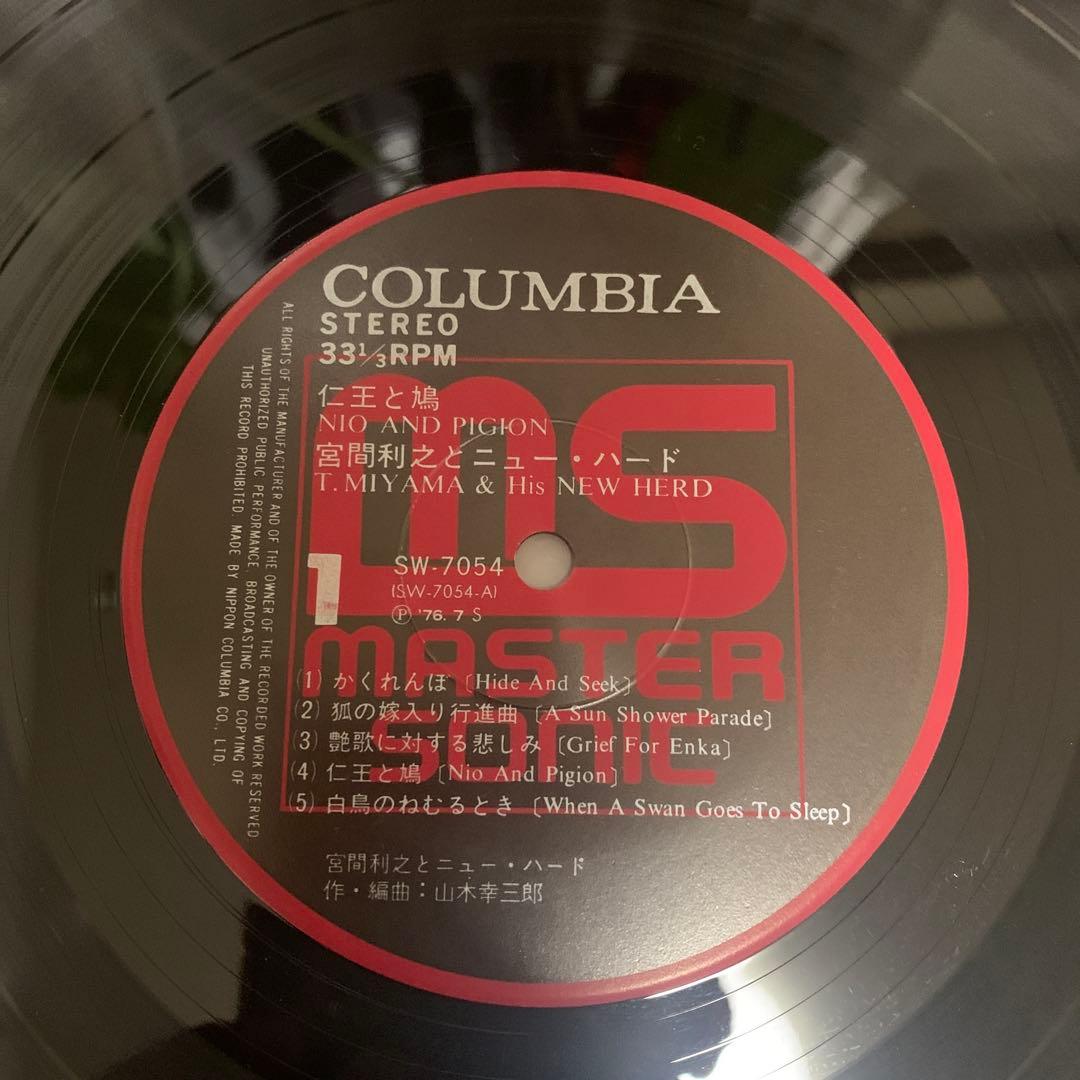 COLUMBIA
STEREO
33 1/3 RPM
仁王と鳩
NIO AND PIGION
宮間利之とニュー・ハード
T. MIYAMA & His NEW HERD
MS
MASTER
SONIC
1
SW-7054
(SW-7054-A)
Ⓟ '76. 7 S
(1) かくれんぼ 〔Hide And Seek〕
(2) 狐の嫁入り行進曲 〔A Sun Shower Parade〕
(3) 艶歌に対する悲しみ 〔Grief For Enka〕
(4) 仁王と鳩 〔Nio And Pigion〕
(5) 白鳥のねむるとき 〔When A Swan Goes To Sleep〕
宮間利之とニュー・ハード
作・編曲：山木幸三郎
ALL RIGHTS OF THE MANUFACTURER AND OF THE OWNER OF THE RECORDED WORK RESERVED
UNAUTHORIZED PUBLIC PERFORMANCE, BROADCASTING AND COPYING OF
THIS RECORD PROHIBITED. MADE BY NIPPON COLUMBIA CO., LTD.